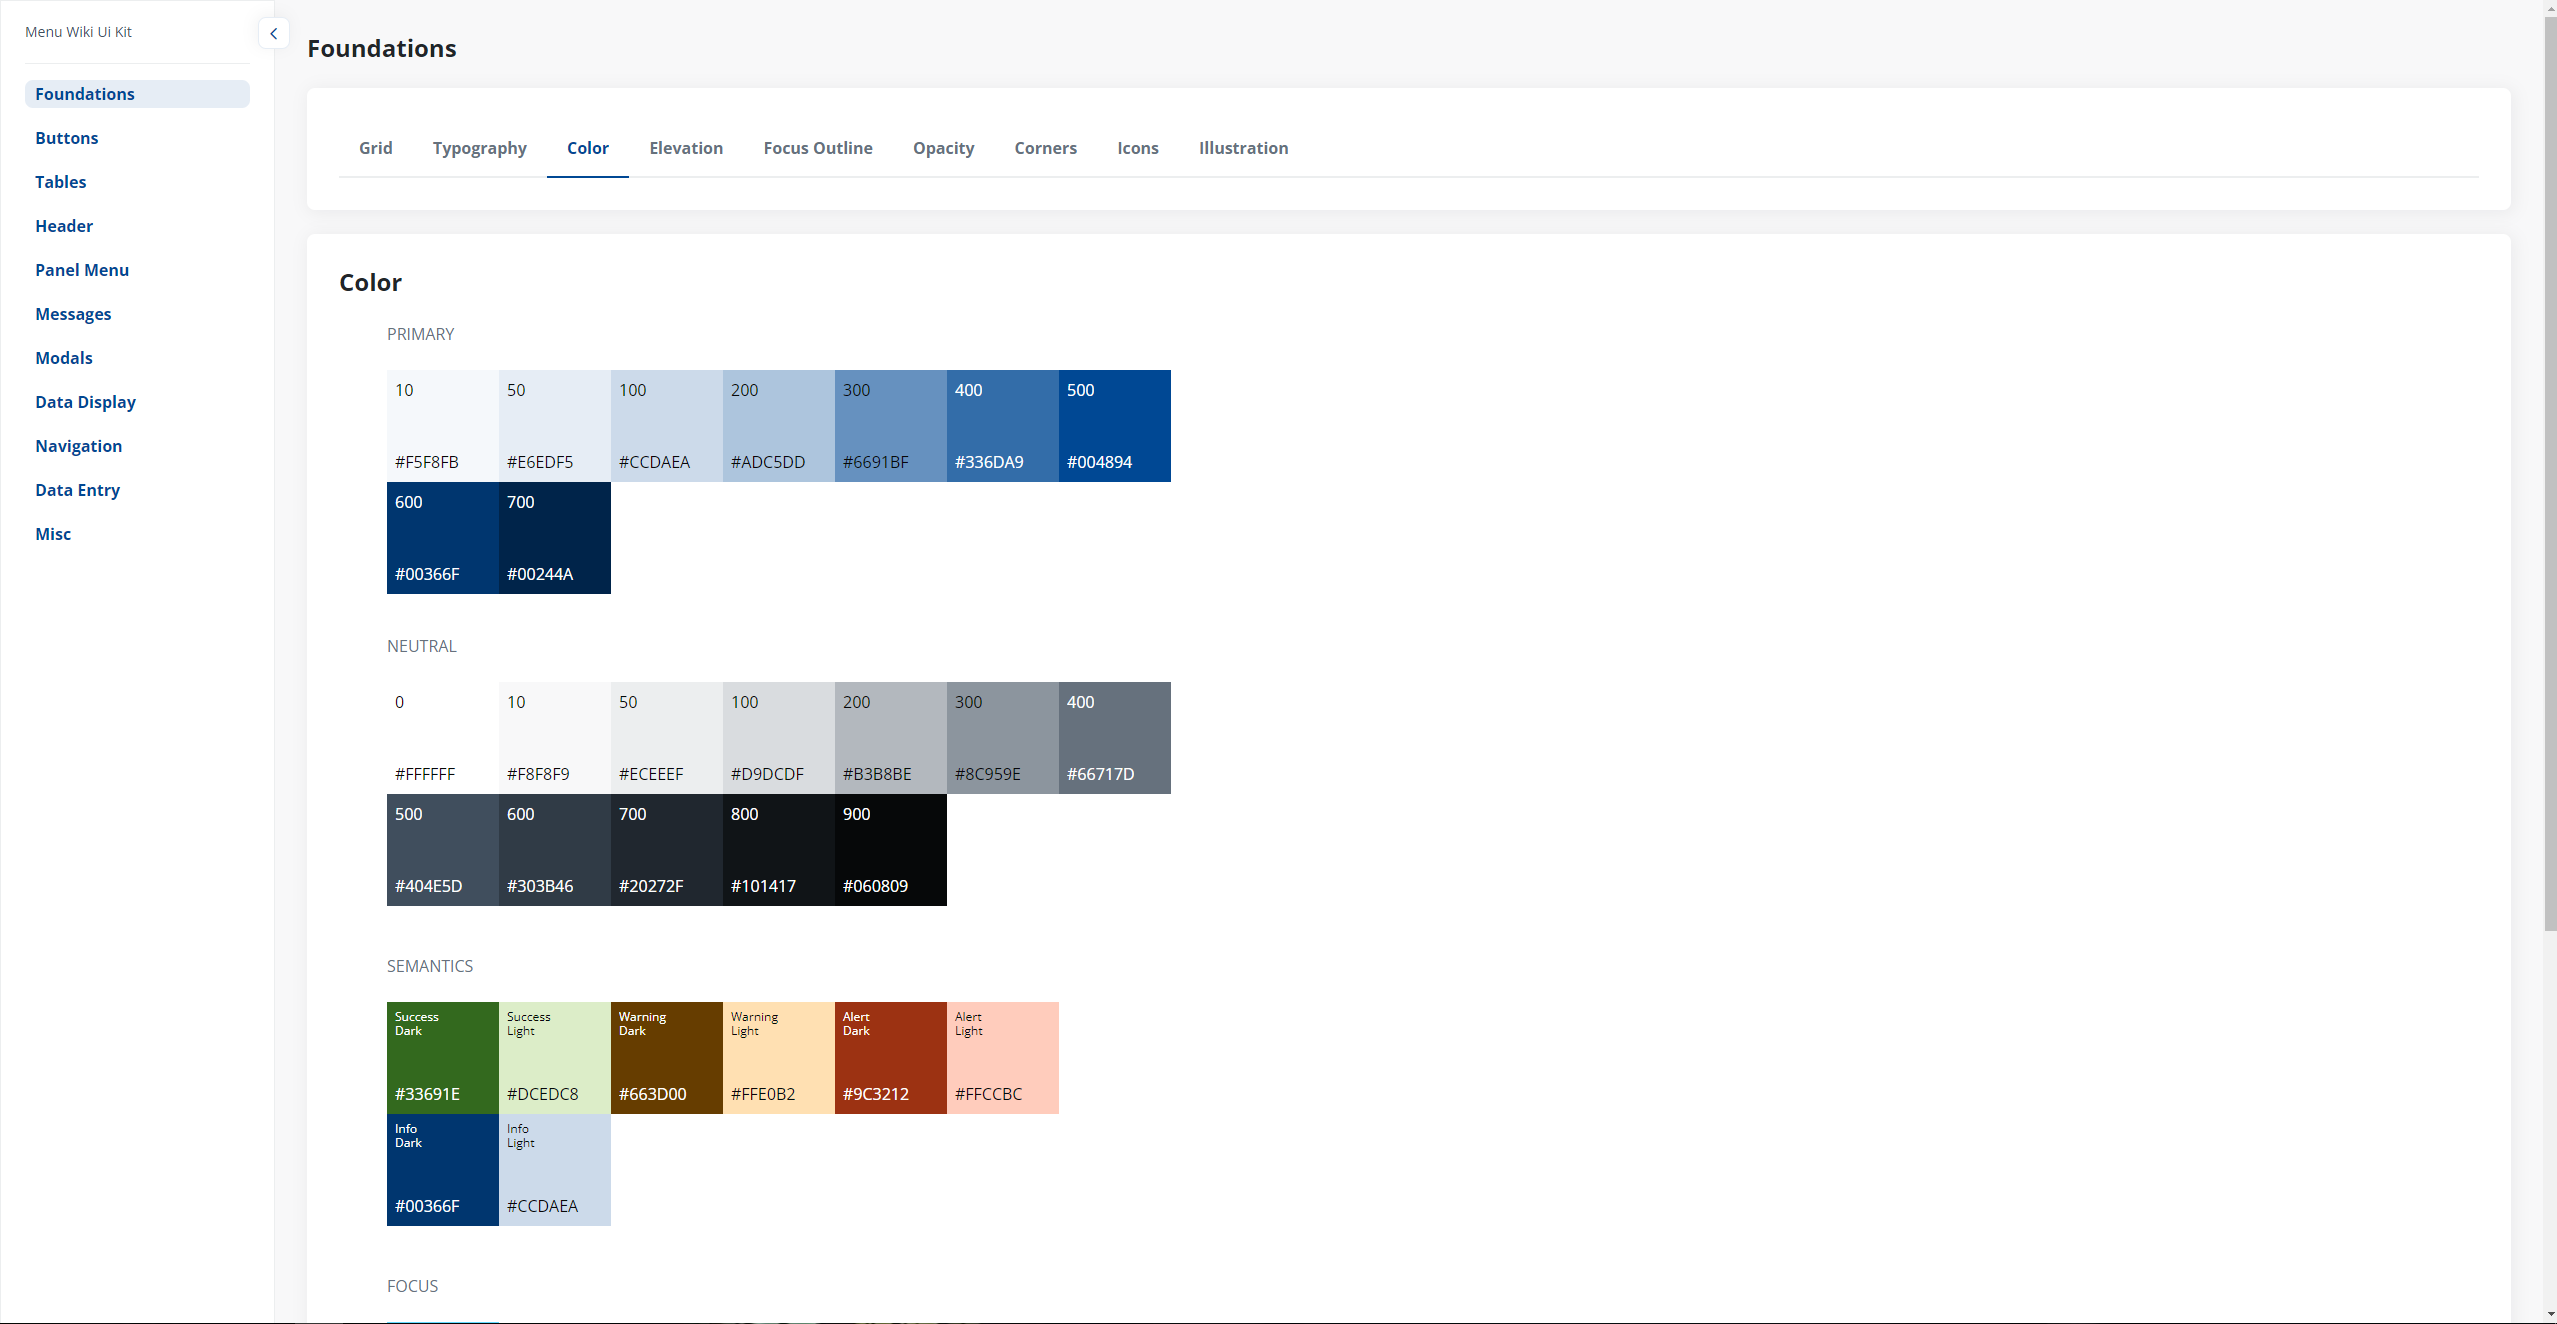 Menu Wiki Ui Kit
Foundations
Buttons
Tables
Header
Panel Menu
Messages
Modals
Data Display
Navigation
Data Entry
Misc
Foundations
Grid Typography Color Elevation Focus Outline Opacity Corners Icons Illustration
Color
PRIMARY
10 50 100 200 300 400 500
#F5F8FB #E6EDF5 #CCDAEA #ADC5DD #6691BF #336DA9 #004894
600 700
#00366F #00244A
NEUTRAL
0 10 50 100 200 300 400
#FFFFFF #F8F8F9 #ECEEEF #D9DCDF #B3B8BE #8C959E #66717D
500 600 700 800 900
#404E5D #303B46 #20272F #101417 #060809
SEMANTICS
Success Success Warning Warning Alert Alert
Dark Light Dark Light Dark Light
#33691E #DCEDC8 #663D00 #FFE0B2 #9C3212 #FFCCBC
Info Info
Dark Light
#00366F #CCDAEA
FOCUS